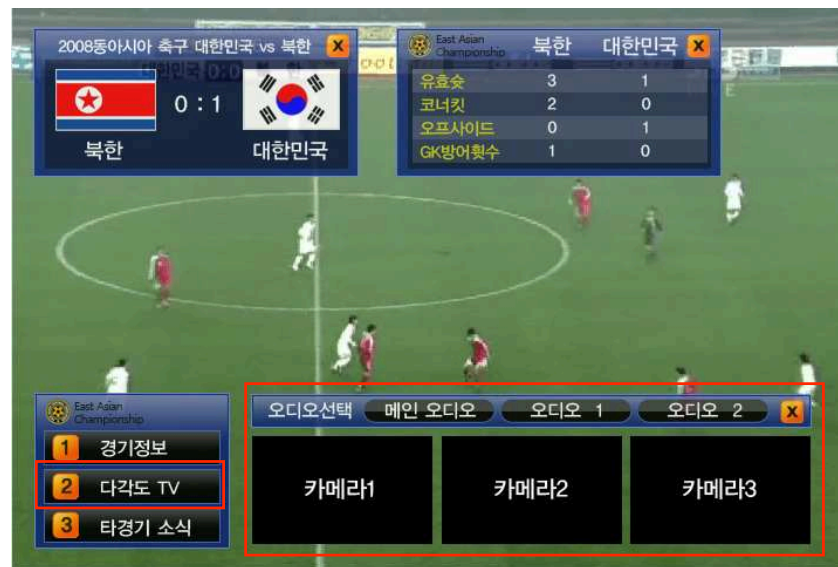 2008동아시아 축구 대한민국 vs 북한 X
0 : 1
북한 대한민국
East Asian
Championship
북한 대한민국 X
유효슛 3 1
코너킷 2 0
오프사이드 0 1
GK방어횟수 1 0
East Asian
Championship
1 경기정보
2 다각도 TV
3 타경기 소식
오디오선택 메인 오디오 오디오 1 오디오 2 X
카메라1 카메라2 카메라3